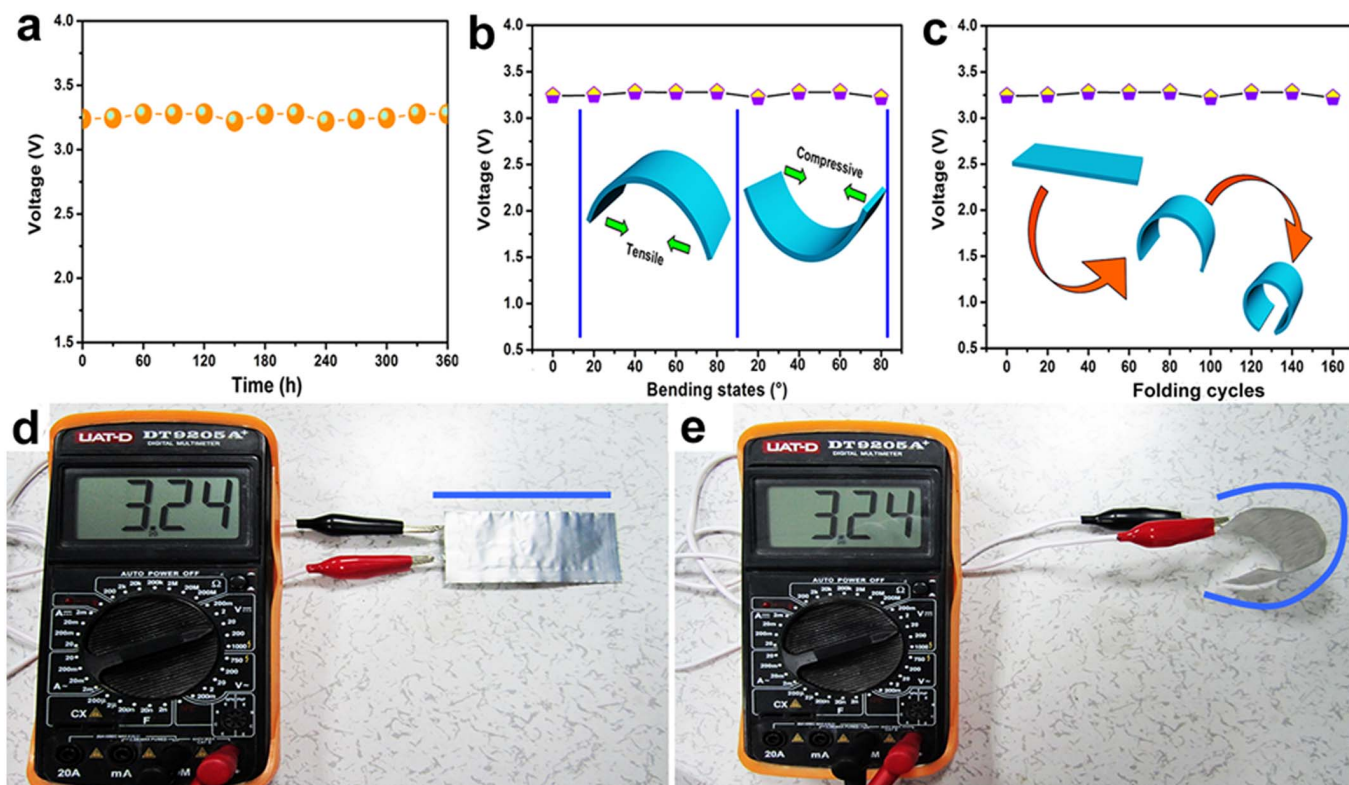 a
4.0
3.5
3.0
2.5
2.0
1.5
Voltage (V)
0 60 120 180 240 300 360
Time (h)
b
4.0
3.5
3.0
2.5
2.0
1.5
1.0
0.5
Voltage (V)
Tensile
Compressive
0 20 40 60 80 20 40 60 80
Bending states (°)
c
4.0
3.5
3.0
2.5
2.0
1.5
1.0
0.5
Voltage (V)
0 20 40 60 80 100 120 140 160
Folding cycles
d
UAT-D DT9205A+
DIGITAL MULTIMETER
3.24
20
AUTO POWER OFF
CX
F
20A mA
e
UAT-D DT9205A+
DIGITAL MULTIMETER
3.24
AUTO POWER OFF
CX
F
20A mA